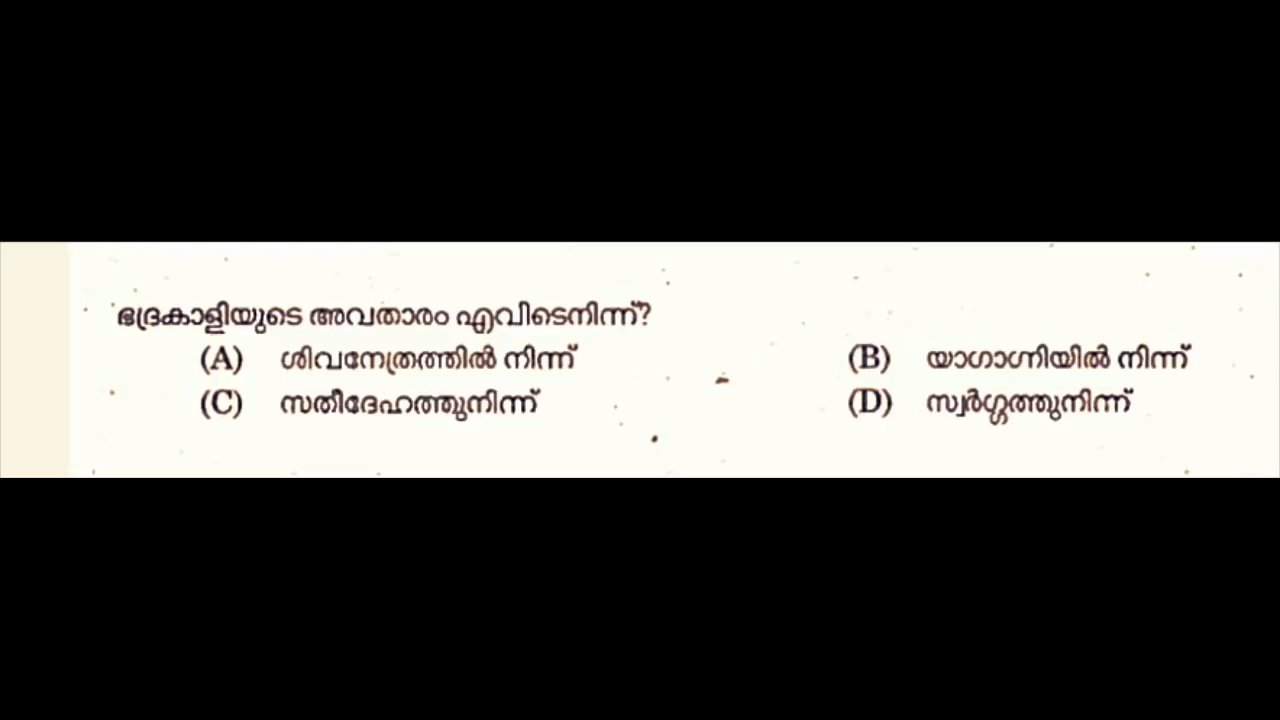 ഭദ്രകാളിയുടെ അവതാരം എവിടെനിന്ന്?
(A) ശിവനേത്രത്തിൽ നിന്ന് (B) യാഗാഗ്നിയിൽ നിന്ന്
(C) സതീദേഹത്തുനിന്ന് (D) സ്വർഗ്ഗത്തുനിന്ന്